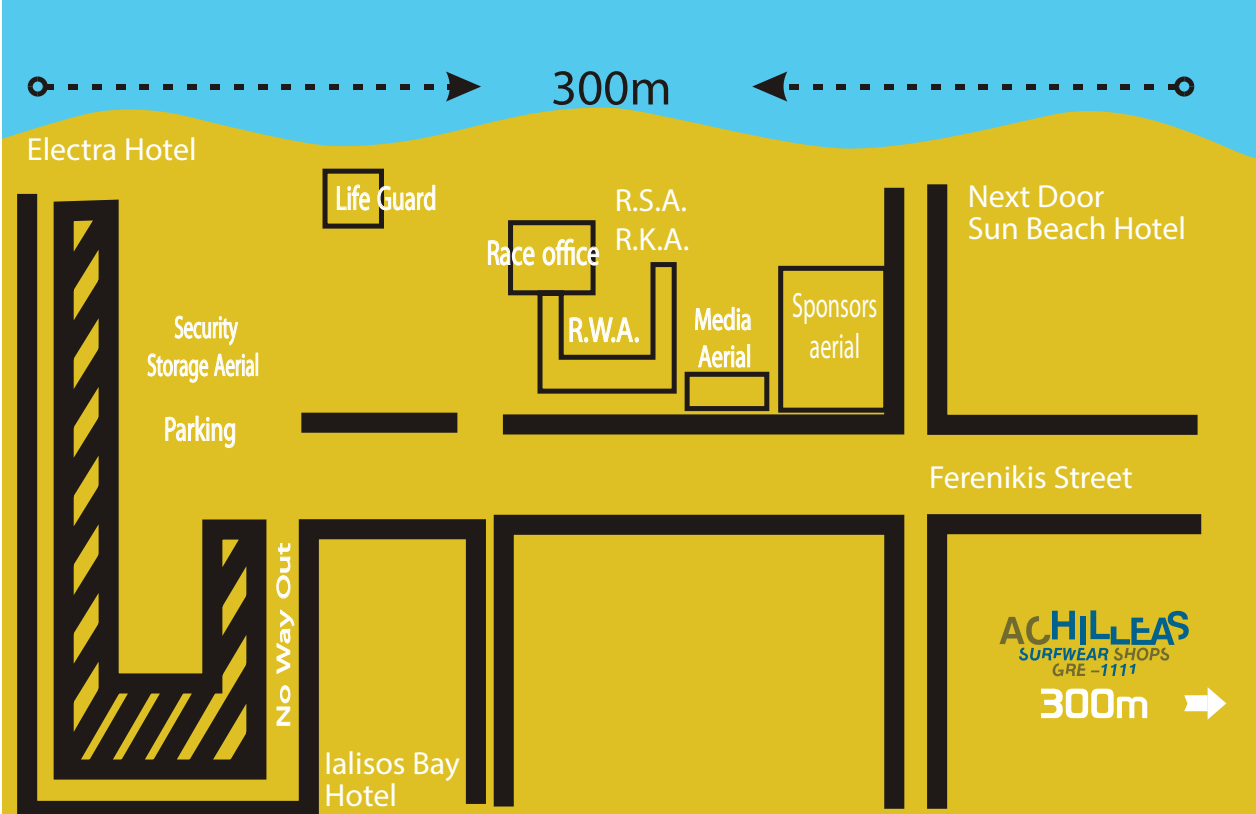 300m
Electra Hotel
Life Guard
R.S.A.
R.K.A.
Next Door
Sun Beach Hotel
Race office
R.W.A.
Media
Aerial
Sponsors
aerial
Security
Storage Aerial
Parking
Ferenikis Street
No Way Out
ACHILLEAS
SURFWEAR SHOPS
GRE -1111
300m
Ialisos Bay
Hotel